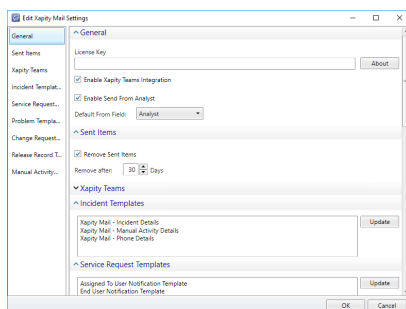 Edit Xapity Mail Settings
General
Sent Items
Xapity Teams
Incident Templat...
Service Request...
Problem Templa...
Change Request...
Release Record T...
Manual Activity...
General
License Key
About
Enable Xapity Teams Integration
Enable Send From Analyst
Default From Field: Analyst
Sent Items
Remove Sent Items
Remove after: 30 Days
Xapity Teams
Incident Templates
Xapity Mail - Incident Details
Xapity Mail - Manual Activity Details
Xapity Mail - Phone Details
Update
Service Request Templates
Assigned To User Notification Template
End User Notification Template
Update
OK Cancel